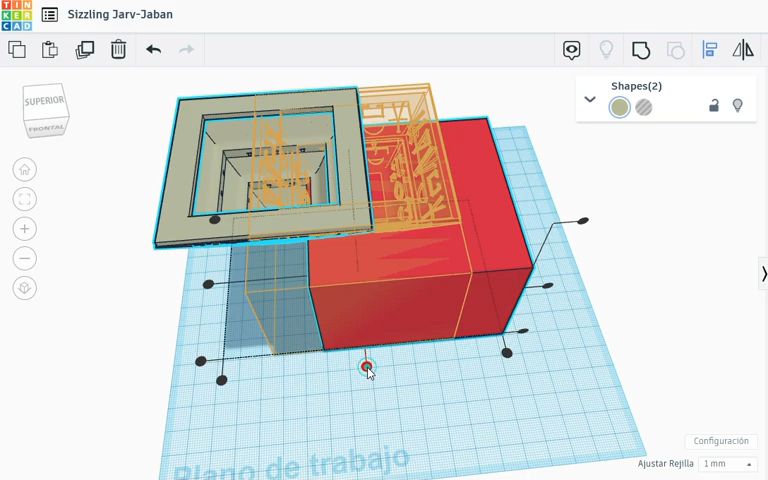 TIN
KER
CAD
Sizzling Jarv-Jaban
Shapes(2)
SUPERIOR
FRONTAL
Plano de trabajo
Configuración
Ajustar Rejilla
1 mm